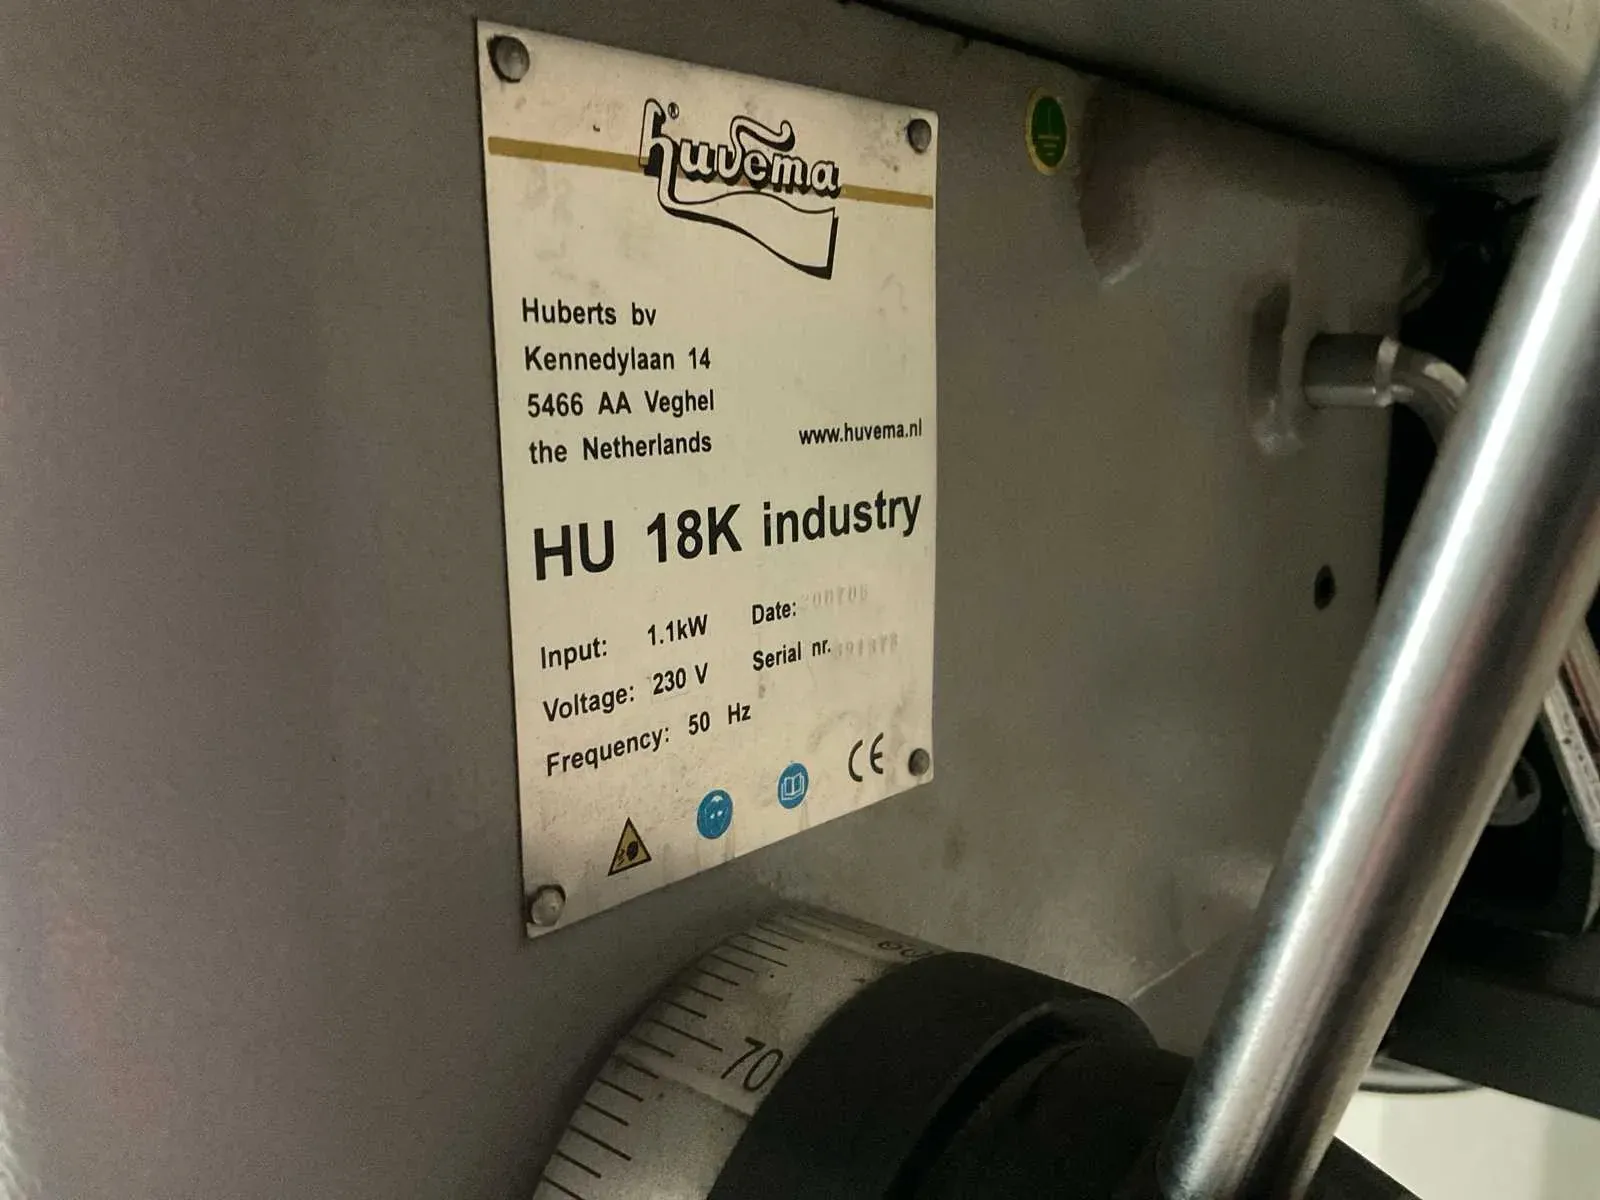 huvema®
Huberts bv
Kennedylaan 14
5466 AA Veghel
the Netherlands
www.huvema.nl
HU 18K industry
Input: 1.1kW Date:
Voltage: 230 V Serial nr.
Frequency: 50 Hz
CE
60
70